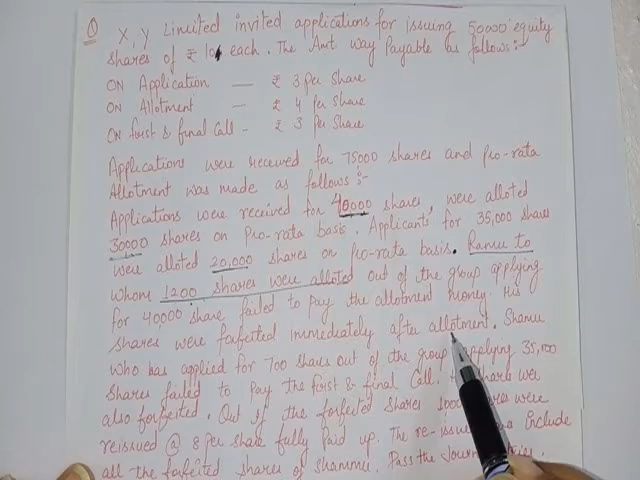 Q X, Y Limited invited applications for issuing 50000 equity
shares of ₹ 10 each. The Amt way Payable as follows:-
ON Application — ₹ 3 per share
ON Allotment — ₹ 4 per share
ON first & final Call - ₹ 3 per share
Applications were received for 75000 shares and pro-rata
Allotment was made as follows :-
Applications were received for 40000 shares, were alloted
30000 shares on pro-rata basis. Applicants for 35,000 shares
were alloted 20,000 shares on pro-rata basis. Ramu to
whom 1200 shares were alloted out of the group applying
for 40000 share failed to pay the allotment money. His
shares were forfeited immediately after allotment. Shamu
who has applied for 700 shares out of the group applying 35,000
shares failed to pay the first & final Call. shares wer
also forfeited. Out of the forfeited shares were
reissued @ 8 per share fully paid up. The re-issue include
all the forfeited shares of shammu. Pass the Journal